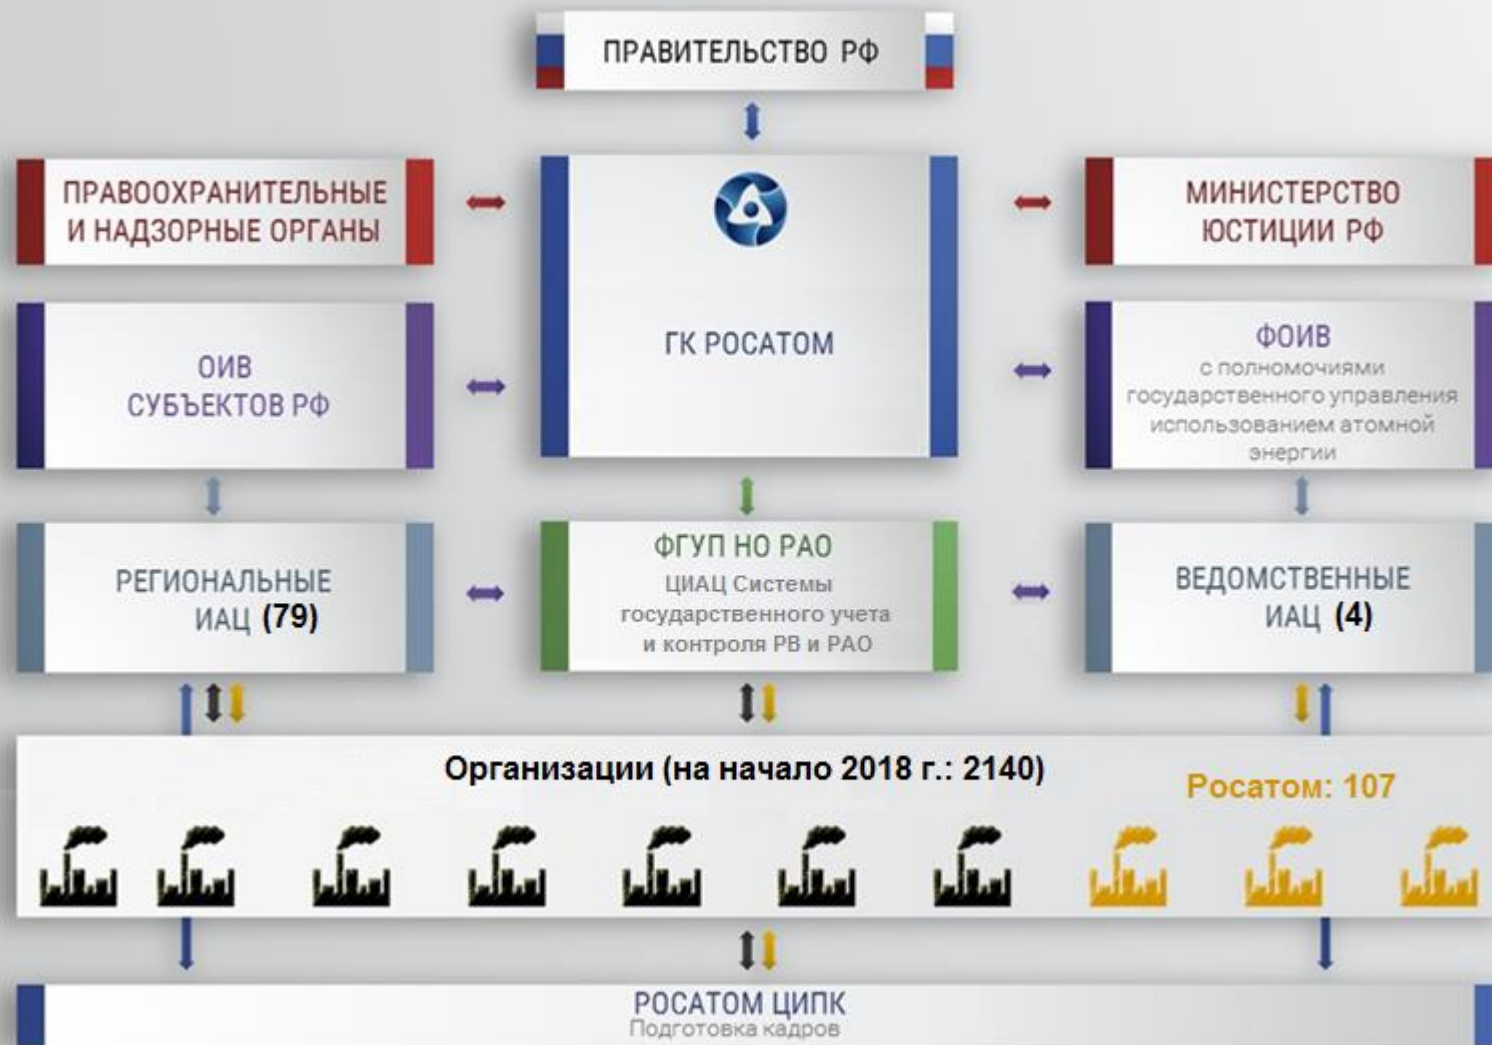 ПРАВИТЕЛЬСТВО РФ
ПРАВООХРАНИТЕЛЬНЫЕ
И НАДЗОРНЫЕ ОРГАНЫ
МИНИСТЕРСТВО
ЮСТИЦИИ РФ
ОИВ
СУБЪЕКТОВ РФ
ГК РОСАТОМ
ФОИВ
с полномочиями
государственного управления
использованием атомной
энергии
РЕГИОНАЛЬНЫЕ
ИАЦ (79)
ФГУП НО РАО
ЦИАЦ Системы
государственного учета
и контроля РВ и РАО
ВЕДОМСТВЕННЫЕ
ИАЦ (4)
Организации (на начало 2018 г.: 2140)
Росатом: 107
РОСАТОМ ЦИПК
Подготовка кадров